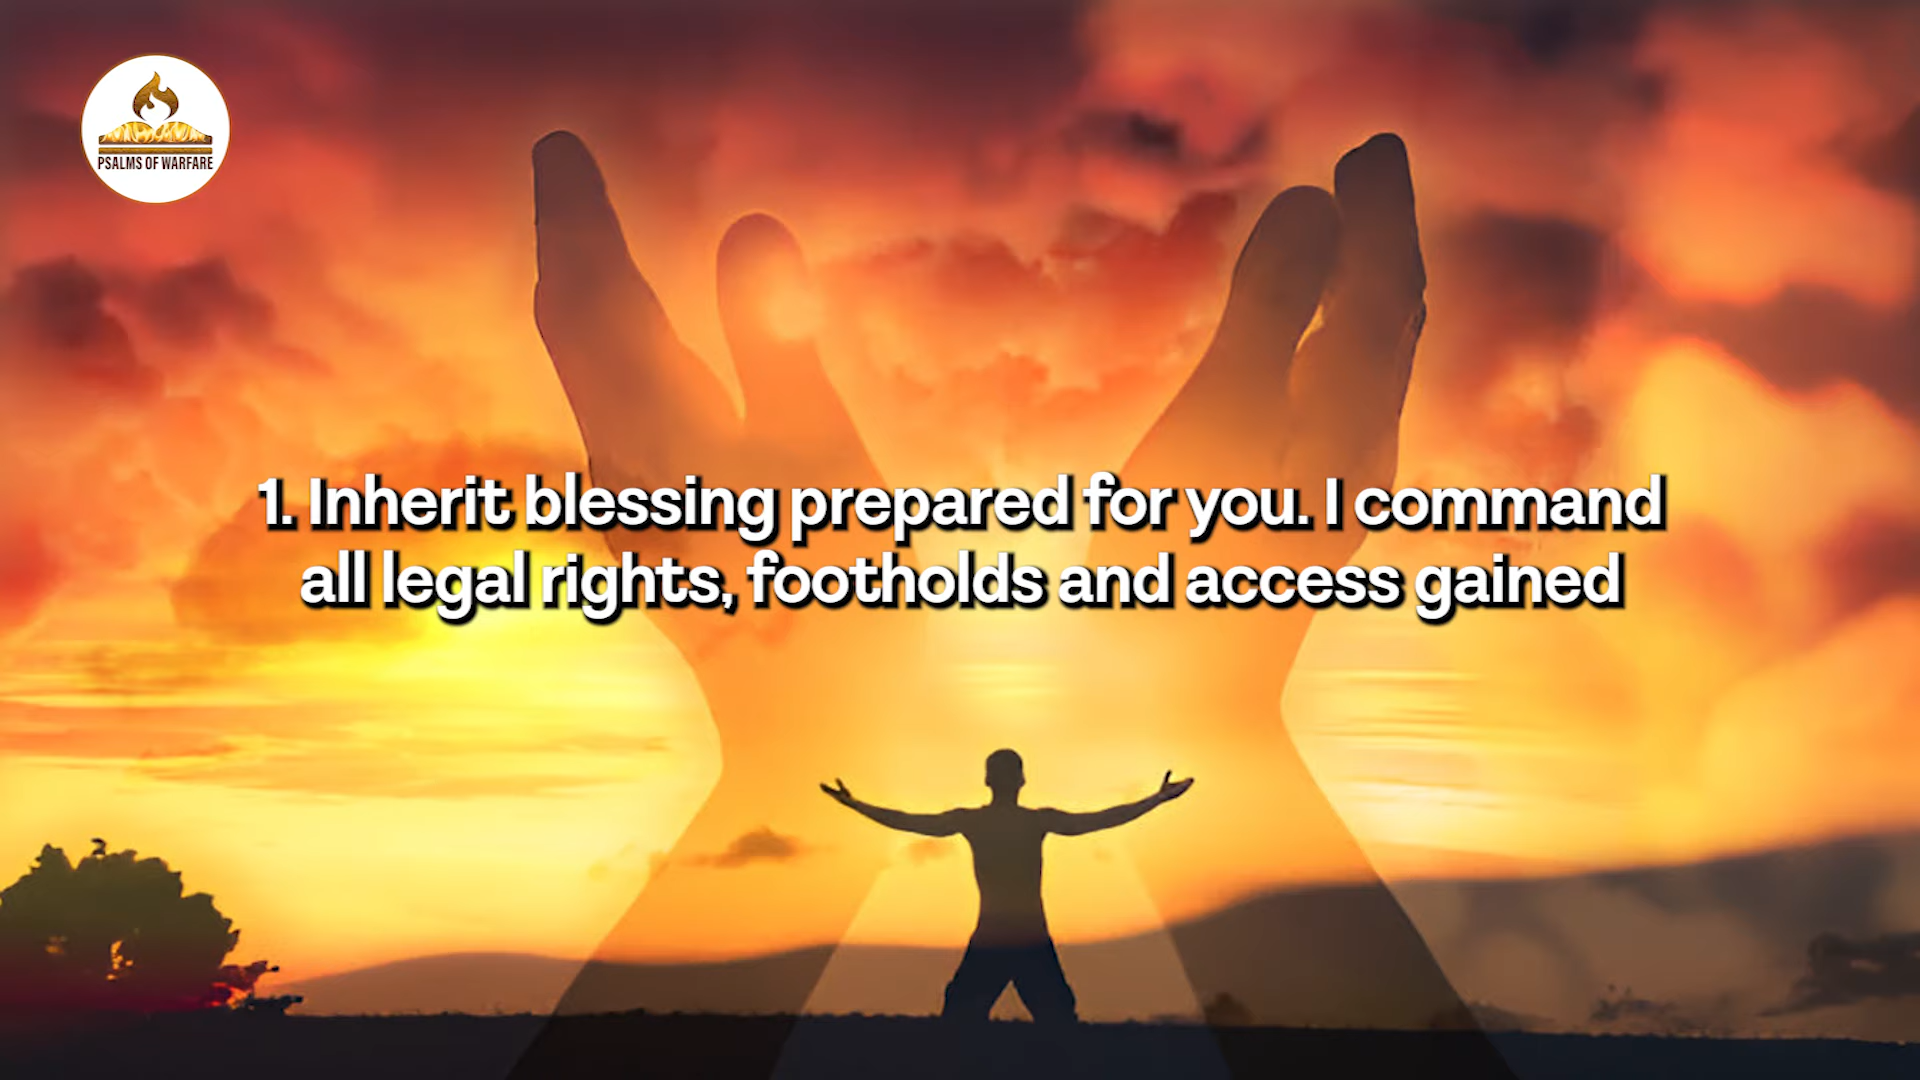 PSALMS OF WARFARE
1. Inherit blessing prepared for you. I command
all legal rights, footholds and access gained